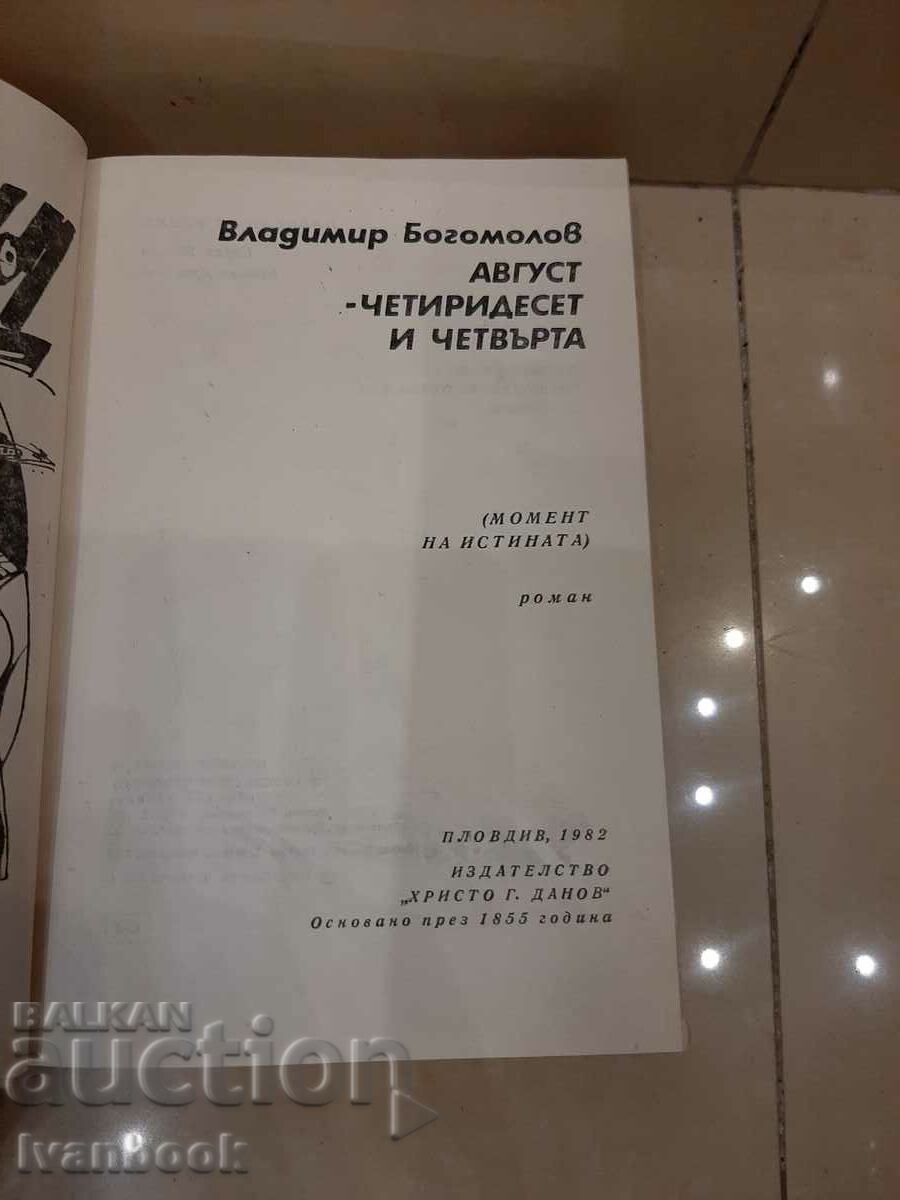 Владимир Богомолов
АВГУСТ
-ЧЕТИРИДЕСЕТ
И ЧЕТВЪРТА
(МОМЕНТ
НА ИСТИНАТА)
роман
ПЛОВДИВ, 1982
ИЗДАТЕЛСТВО
„ХРИСТО Г. ДАНОВ“
Основано през 1855 година
BALKAN
auction
Ivanbook